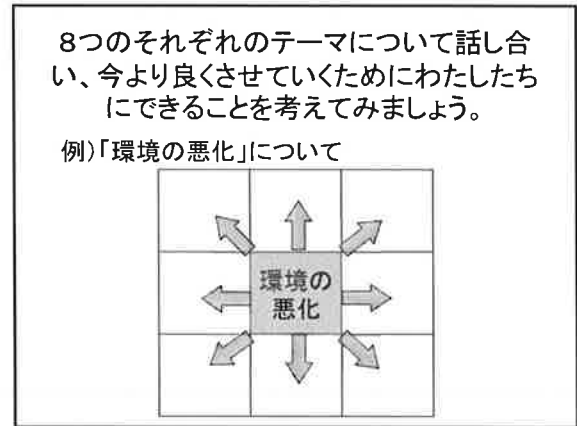 8つのそれぞれのテーマについて話し合
い、今より良くさせていくためにわたしたち
にできることを考えてみましょう。
例)「環境の悪化」について
環境の
悪化